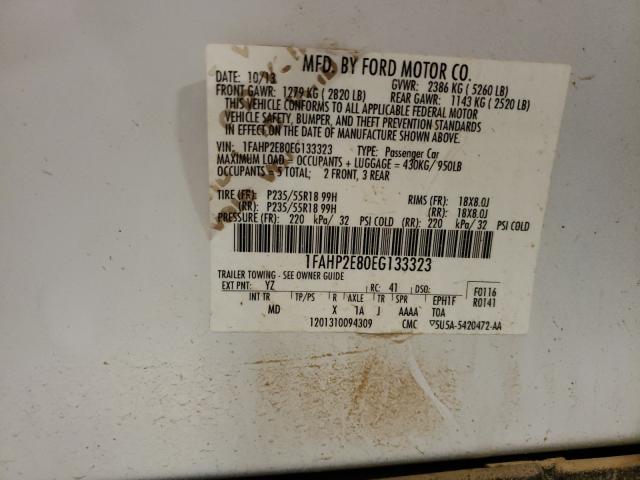 MFD. BY FORD MOTOR CO.
DATE: 10/13 GVWR: 2386 KG ( 5260 LB)
FRONT GAWR: 1279 KG ( 2820 LB) REAR GAWR: 1143 KG ( 2520 LB)
THIS VEHICLE CONFORMS TO ALL APPLICABLE FEDERAL MOTOR
VEHICLE SAFETY, BUMPER, AND THEFT PREVENTION STANDARDS
IN EFFECT ON THE DATE OF MANUFACTURE SHOWN ABOVE.
VIN: 1FAHP2E80EG133323 TYPE: Passenger Car
MAXIMUM LOAD = OCCUPANTS + LUGGAGE = 430KG/950LB
OCCUPANTS = 5 TOTAL; 2 FRONT, 3 REAR
TIRE (FR): P235/55R18 99H RIMS (FR): 18X8.0J
(RR): P235/55R18 99H (RR): 18X8.0J
PRESSURE (FR): 220 kPa/ 32 PSI COLD (RR): 220 kPa/ 32 PSI COLD
1FAHP2E80EG133323
TRAILER TOWING - SEE OWNER GUIDE
EXT PNT: YZ RC: 41 DSO: F0116
INT TR TP/PS R AXLE TR SPR EPH1F R0141
MD X 1A J AAAA T0A
1201310094309 CMC 5U5A-5420472-AA